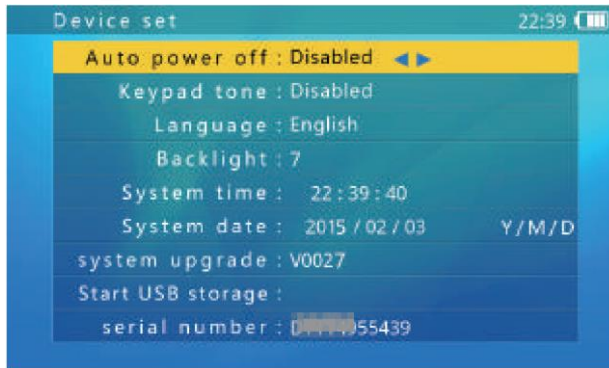 Device set 22:39
Auto power off : Disabled
Keypad tone : Disabled
Language : English
Backlight : 7
System time : 22 : 39 : 40
System date : 2015 / 02 / 03 Y/M/D
system upgrade : V0027
Start USB storage :
serial number :